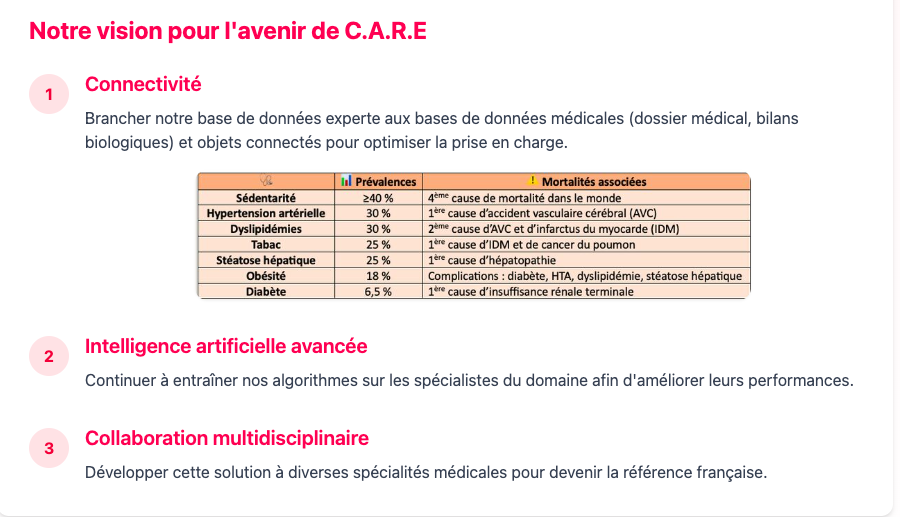 Notre vision pour l'avenir de C.A.R.E
1
Connectivité
Brancher notre base de données experte aux bases de données médicales (dossier médical, bilans
biologiques) et objets connectés pour optimiser la prise en charge.
Prévalences Mortalités associées
Sédentarité ≥40 % 4ème cause de mortalité dans le monde
Hypertension artérielle 30 % 1ère cause d’accident vasculaire cérébral (AVC)
Dyslipidémies 30 % 2ème cause d’AVC et d’infarctus du myocarde (IDM)
Tabac 25 % 1ère cause d’IDM et de cancer du poumon
Stéatose hépatique 25 % 1ère cause d’hépatopathie
Obésité 18 % Complications : diabète, HTA, dyslipidémie, stéatose hépatique
Diabète 6,5 % 1ère cause d’insuffisance rénale terminale
2
Intelligence artificielle avancée
Continuer à entraîner nos algorithmes sur les spécialistes du domaine afin d'améliorer leurs performances.
3
Collaboration multidisciplinaire
Développer cette solution à diverses spécialités médicales pour devenir la référence française.